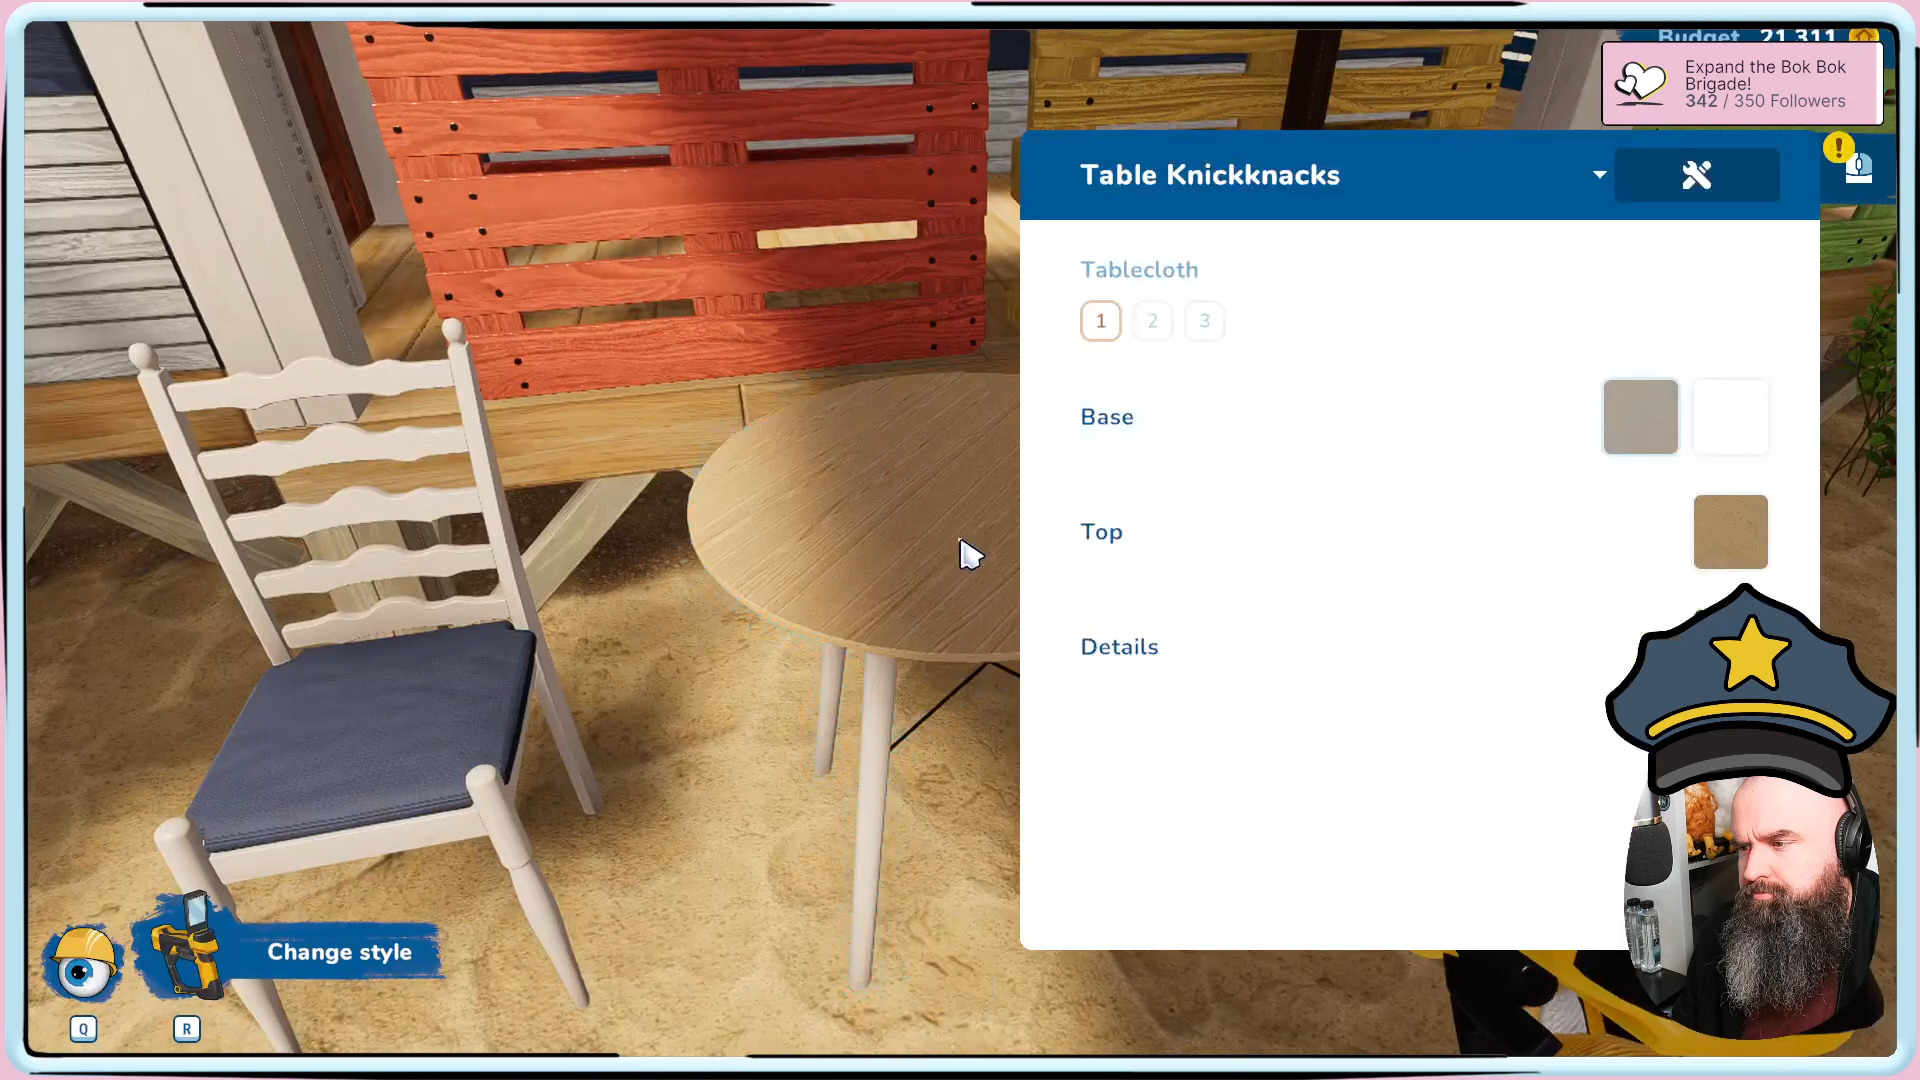 Budget 21 311
Expand the Bok Bok
Brigade!
342 / 350 Followers
Table Knickknacks
Tablecloth
1 2 3
Base
Top
Details
Change style
Q R